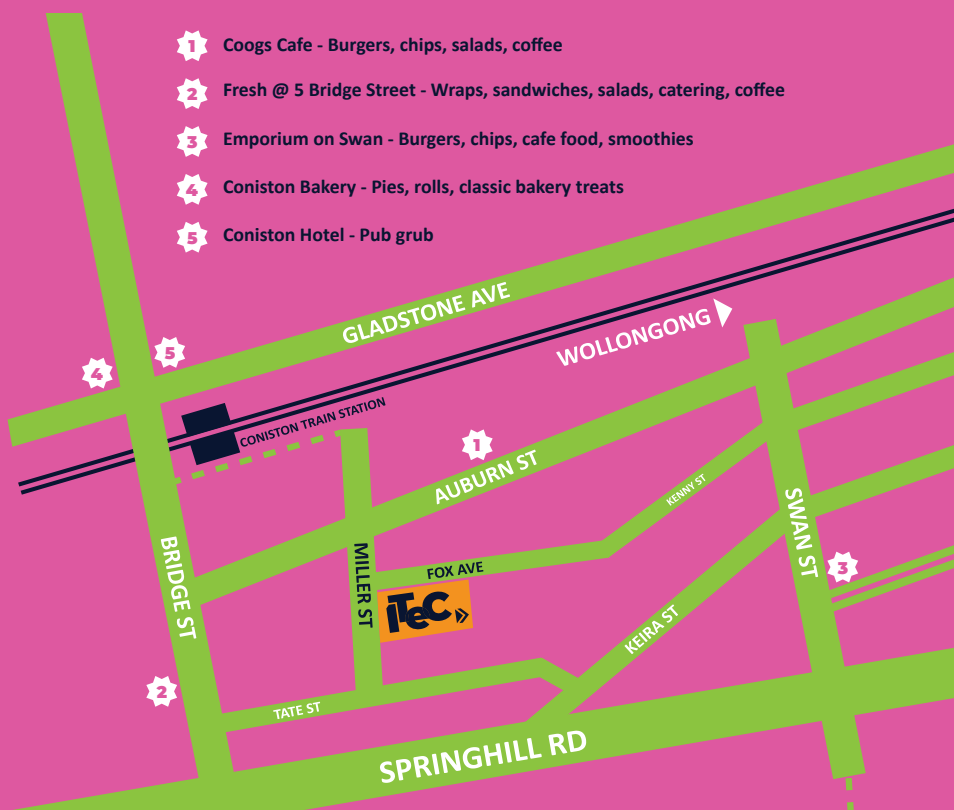 1 Coogs Cafe - Burgers, chips, salads, coffee
2 Fresh @ 5 Bridge Street - Wraps, sandwiches, salads, catering, coffee
3 Emporium on Swan - Burgers, chips, cafe food, smoothies
4 Coniston Bakery - Pies, rolls, classic bakery treats
5 Coniston Hotel - Pub grub
GLADSTONE AVE
WOLLONGONG
5
4
CONISTON TRAIN STATION
1
AUBURN ST
KENNY ST
SWAN ST
BRIDGE ST
MILLER ST
FOX AVE
3
iTeC
KEIRA ST
2
TATE ST
SPRINGHILL RD